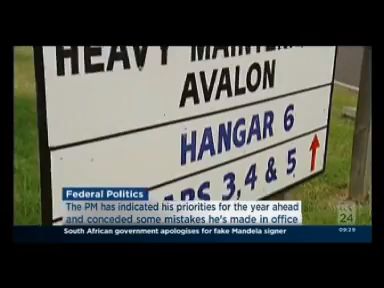 HEAVY
AVALON
HANGAR 6
3,4 & 5
Federal Politics
The PM has indicated his priorities for the year ahead
and conceded some mistakes he's made in office
24
09:29
South African government apologises for fake Mandela signer